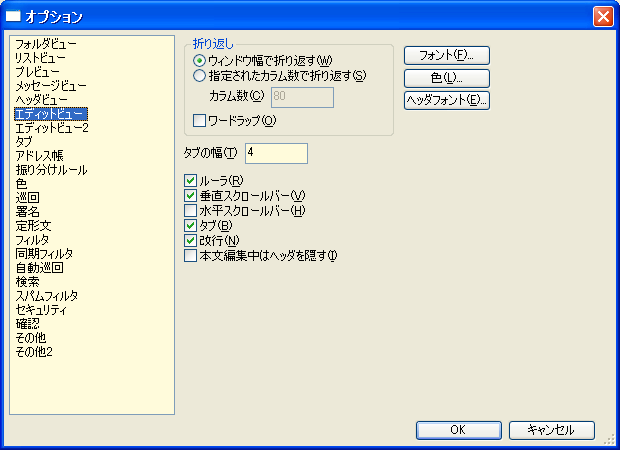 オプション
フォルダビュー
リストビュー
プレビュー
メッセージビュー
ヘッダビュー
エディットビュー
エディットビュー2
タブ
アドレス帳
振り分けルール
色
巡回
署名
定形文
フィルタ
同期フィルタ
自動巡回
検索
スパムフィルタ
セキュリティ
確認
その他
その他2
折り返し
ウィンドウ幅で折り返す(W)
指定されたカラム数で折り返す(S)
カラム数(C) 80
ワードラップ(O)
タブの幅(T) 4
ルーラ(R)
垂直スクロールバー(V)
水平スクロールバー(H)
タブ(B)
改行(N)
本文編集中はヘッダを隠す(I)
フォント(F)...
色(L)...
ヘッダフォント(E)...
OK
キャンセル